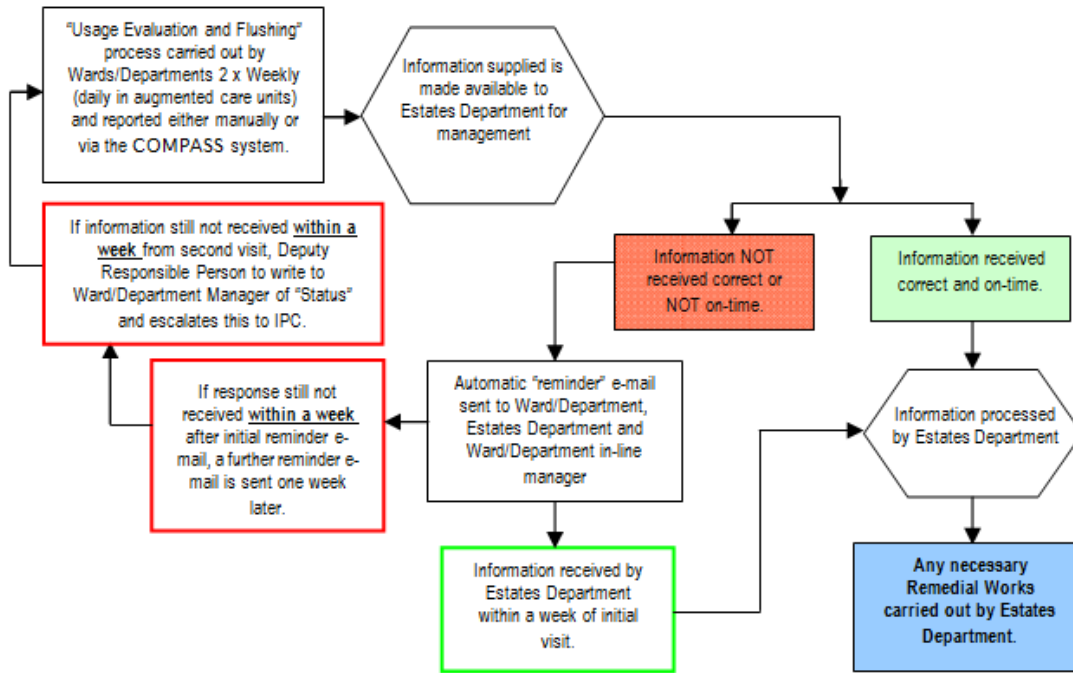 "Usage Evaluation and Flushing"
process carried out by
Wards/Departments 2 x Weekly
(daily in augmented care units)
and reported either manually or
via the COMPASS system.
Information supplied is
made available to
Estates Department for
management
If information still not received within a
week from second visit, Deputy
Responsible Person to write to
Ward/Department Manager of "Status"
and escalates this to IPC.
Information NOT
received correct or
NOT on-time.
Information received
correct and on-time.
If response still not
received within a week
after initial reminder e-
mail, a further reminder e-
mail is sent one week
later.
Automatic "reminder" e-mail
sent to Ward/Department,
Estates Department and
Ward/Department in-line
manager
Information processed
by Estates Department
Information received by
Estates Department
within a week of initial
visit.
Any necessary
Remedial Works
carried out by Estates
Department.